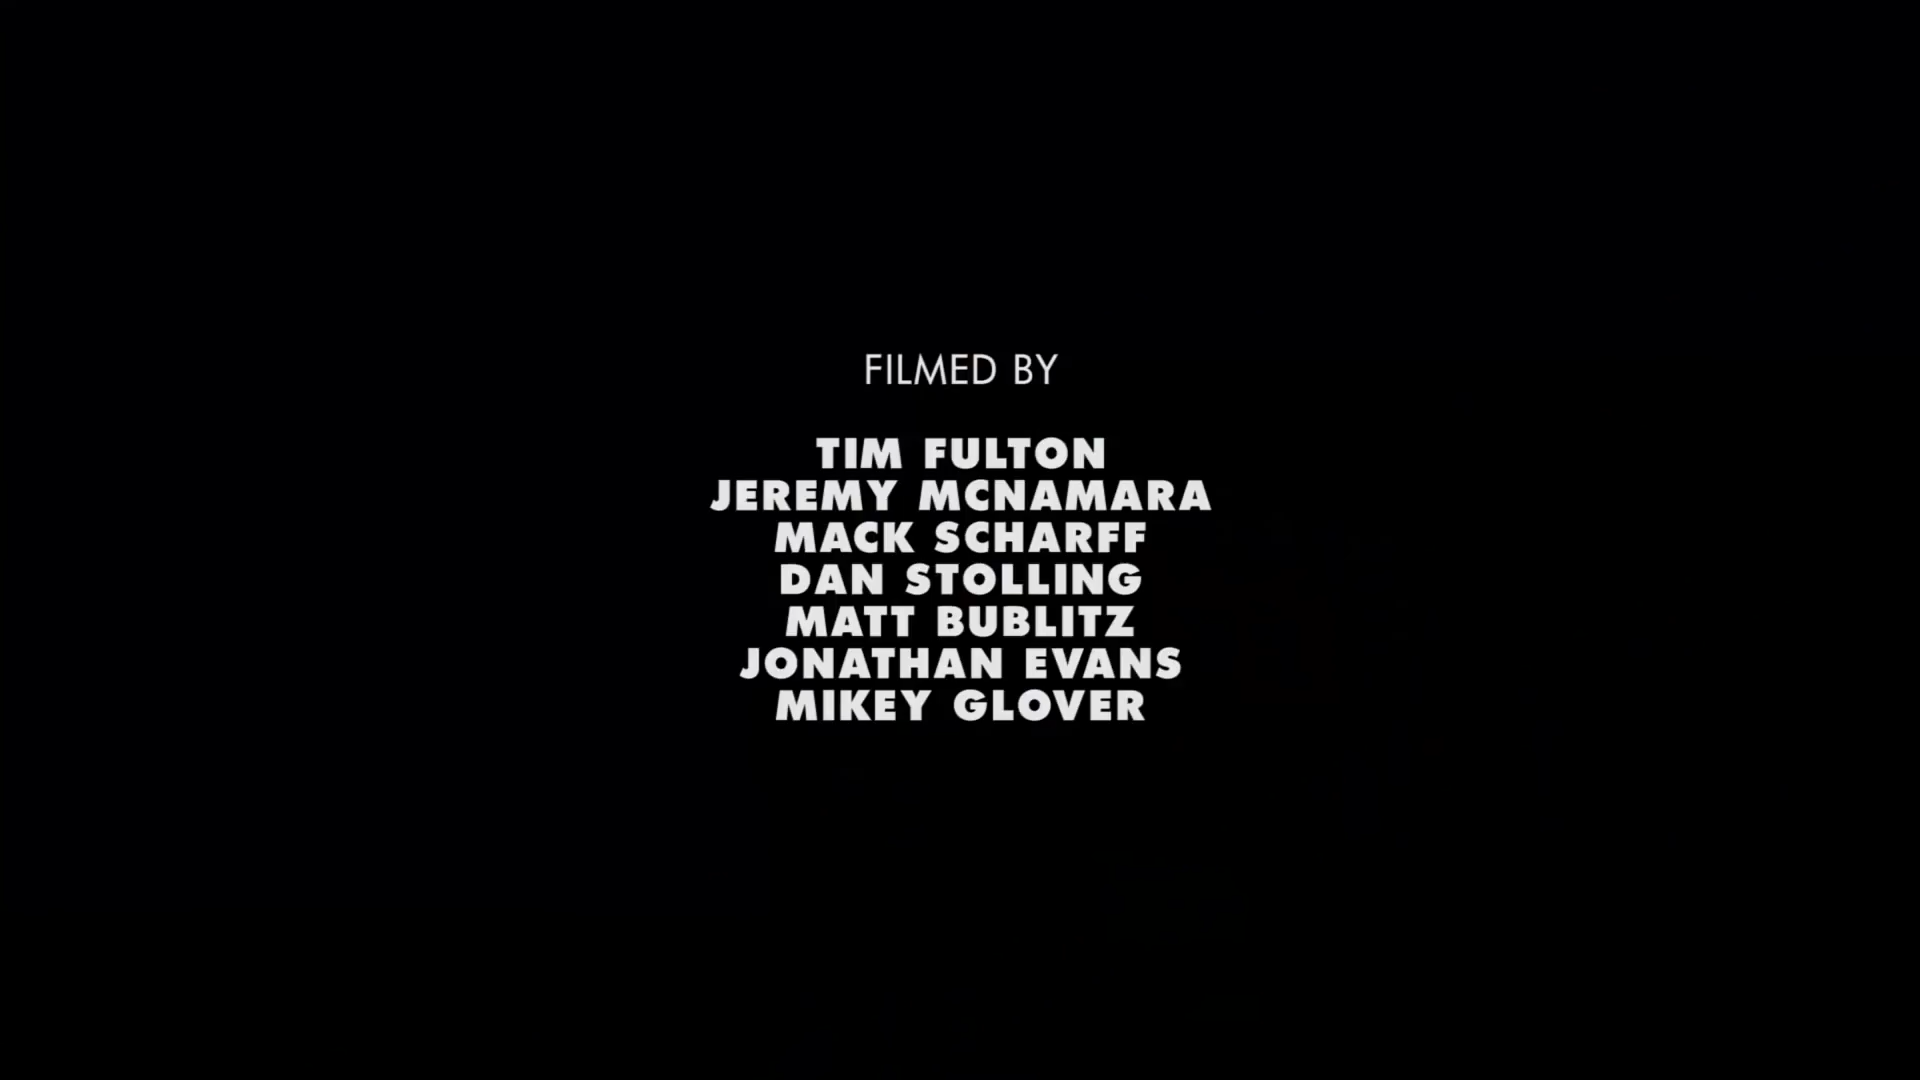 FILMED BY
TIM FULTON
JEREMY MCNAMARA
MACK SCHARFF
DAN STOLLING
MATT BUBLITZ
JONATHAN EVANS
MIKEY GLOVER